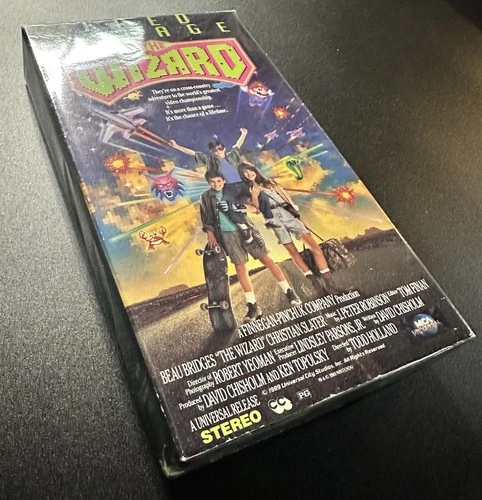 THE
WIZARD
They're on a cross-country
adventure to the world's greatest
video championship.
It's more than a game...
it's the chance of a lifetime.
A FINNEGAN-PINCHUK COMPANY Production
BEAU BRIDGES "THE WIZARD" CHRISTIAN SLATER Music by J. PETER ROBINSON Editor TOM FINAN
Director of Photography ROBERT YEOMAN Executive Producer LINDSLEY PARSONS, JR. Written by DAVID CHISHOLM
Produced by DAVID CHISHOLM AND KEN TOPOLSKY Directed by TODD HOLLAND
A UNIVERSAL RELEASE © 1989 Universal City Studios, Inc. All Rights Reserved.
STEREO CC PG
MCA